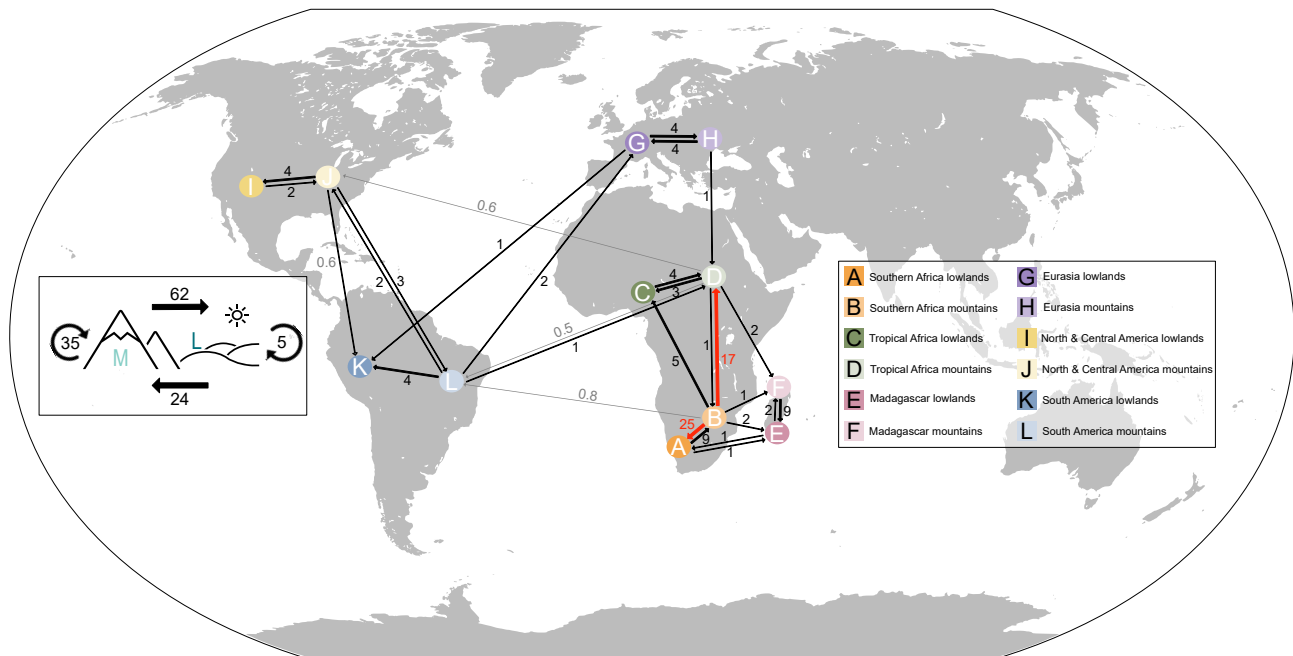 G
4
H
4
I
4
J
2
1
0.6
1
0.6
2
3
2
4
D
C
3
2
0.5
1
1
17
5
K
4
L
0.8
F
1
B
2
9
25
2
9
A
1
E
1
62
35
M
L
5
24
A Southern Africa lowlands
B Southern Africa mountains
C Tropical Africa lowlands
D Tropical Africa mountains
E Madagascar lowlands
F Madagascar mountains
G Eurasia lowlands
H Eurasia mountains
I North & Central America lowlands
J North & Central America mountains
K South America lowlands
L South America mountains